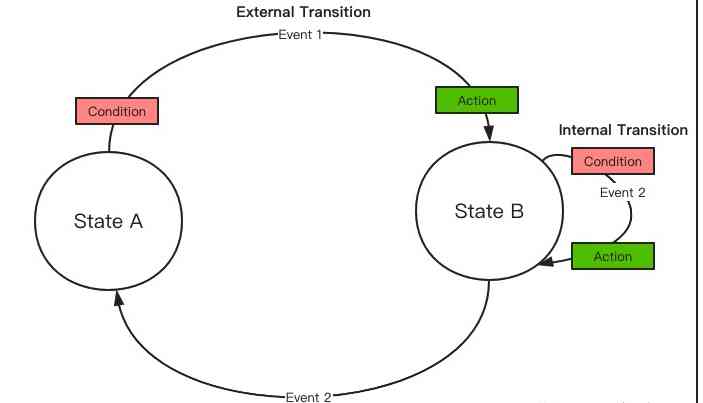 External Transition
Event 1
Condition
Action
Internal Transition
Condition
Event 2
State A
State B
Action
Event 2